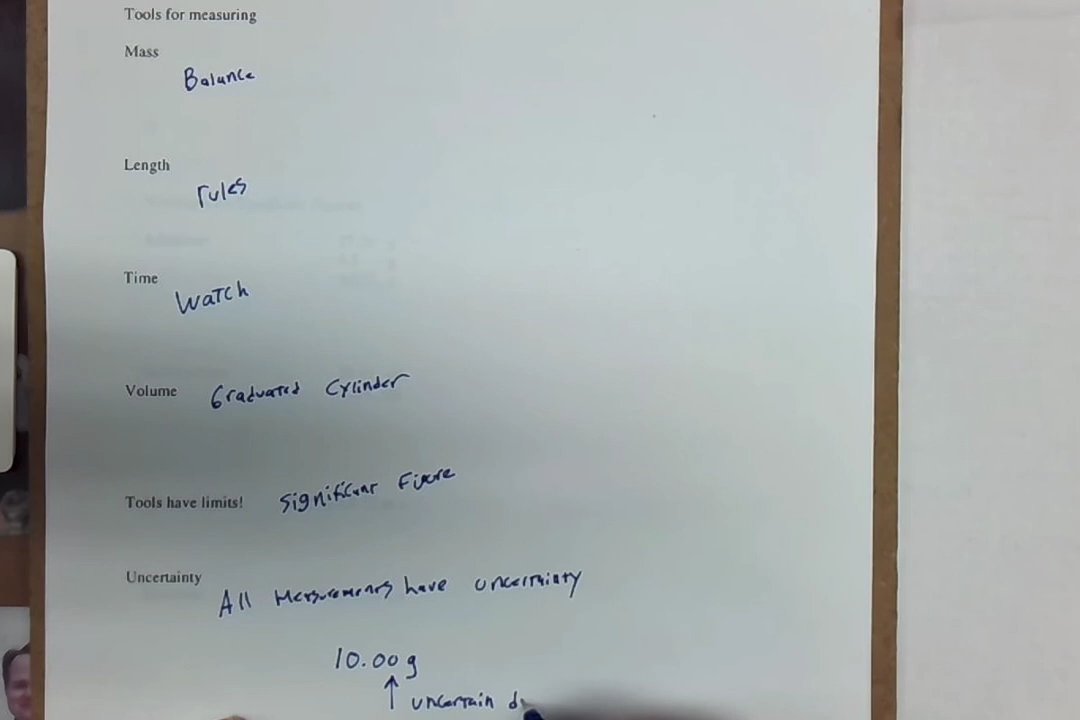 Tools for measuring
Mass
Balance
Length
rules
Time
Watch
Volume Graduated Cylinder
Tools have limits! Significant Figure
Uncertainty All Measurements have uncertainty
10.00 g
↑ uncertain d